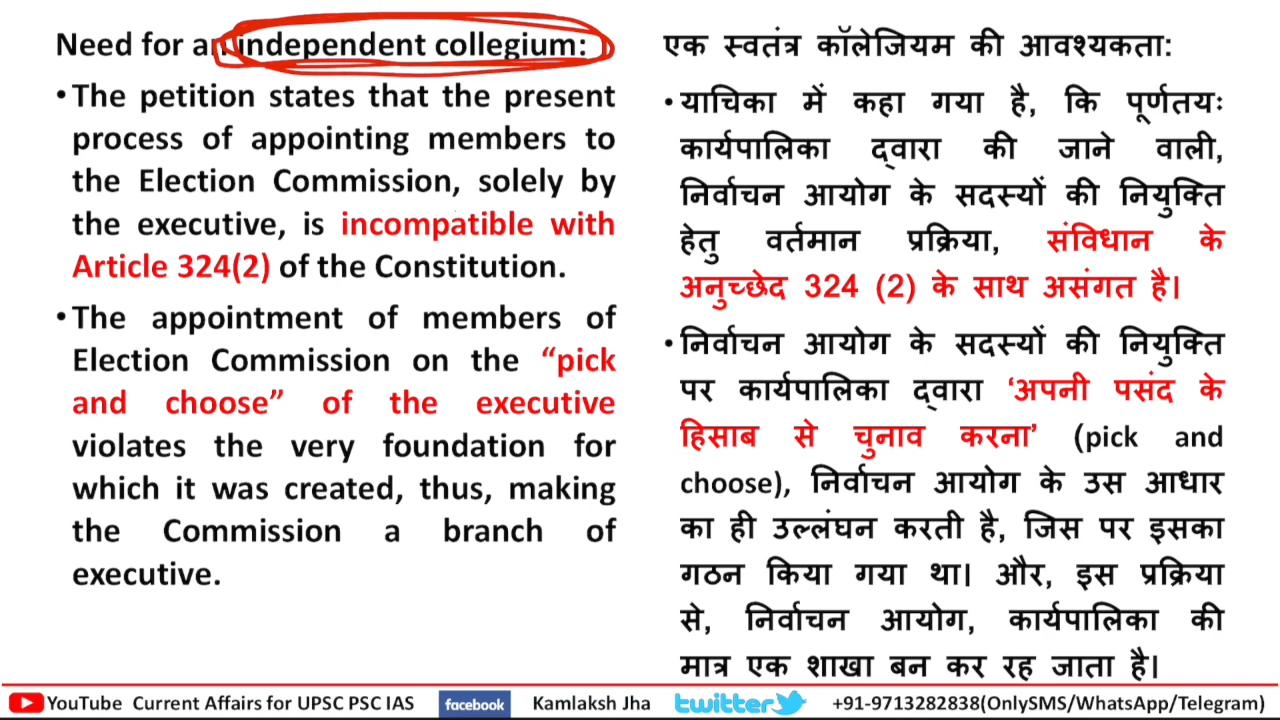 Need for an independent collegium:
•The petition states that the present
process of appointing members to
the Election Commission, solely by
the executive, is incompatible with
Article 324(2) of the Constitution.
•The appointment of members of
Election Commission on the “pick
and choose” of the executive
violates the very foundation for
which it was created, thus, making
the Commission a branch of
executive.
एक स्वतंत्र कॉलेजियम की आवश्यकता:
•याचिका में कहा गया है, कि पूर्णतयः
कार्यपालिका द्वारा की जाने वाली,
निर्वाचन आयोग के सदस्यों की नियुक्ति
हेतु वर्तमान प्रक्रिया, संविधान के
अनुच्छेद 324 (2) के साथ असंगत है।
•निर्वाचन आयोग के सदस्यों की नियुक्ति
पर कार्यपालिका द्वारा ‘अपनी पसंद के
हिसाब से चुनाव करना’ (pick and
choose), निर्वाचन आयोग के उस आधार
का ही उल्लंघन करती है, जिस पर इसका
गठन किया गया था। और, इस प्रक्रिया
से, निर्वाचन आयोग, कार्यपालिका की
मात्र एक शाखा बन कर रह जाता है।
YouTube Current Affairs for UPSC PSC IAS facebook Kamlaksh Jha twitter +91-9713282838(OnlySMS/WhatsApp/Telegram)